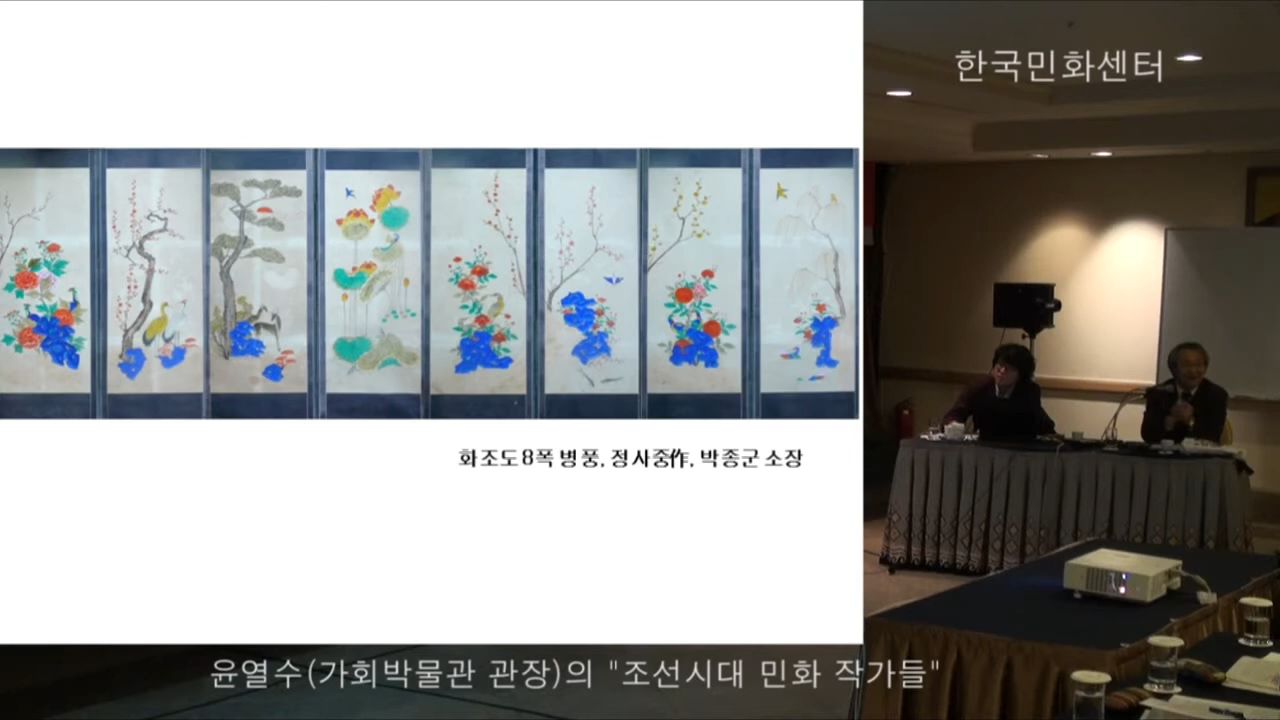 한국민화센터
화조도8폭 병풍, 정사중作, 박종군 소장
윤열수(가회박물관 관장)의 "조선시대 민화 작가들"